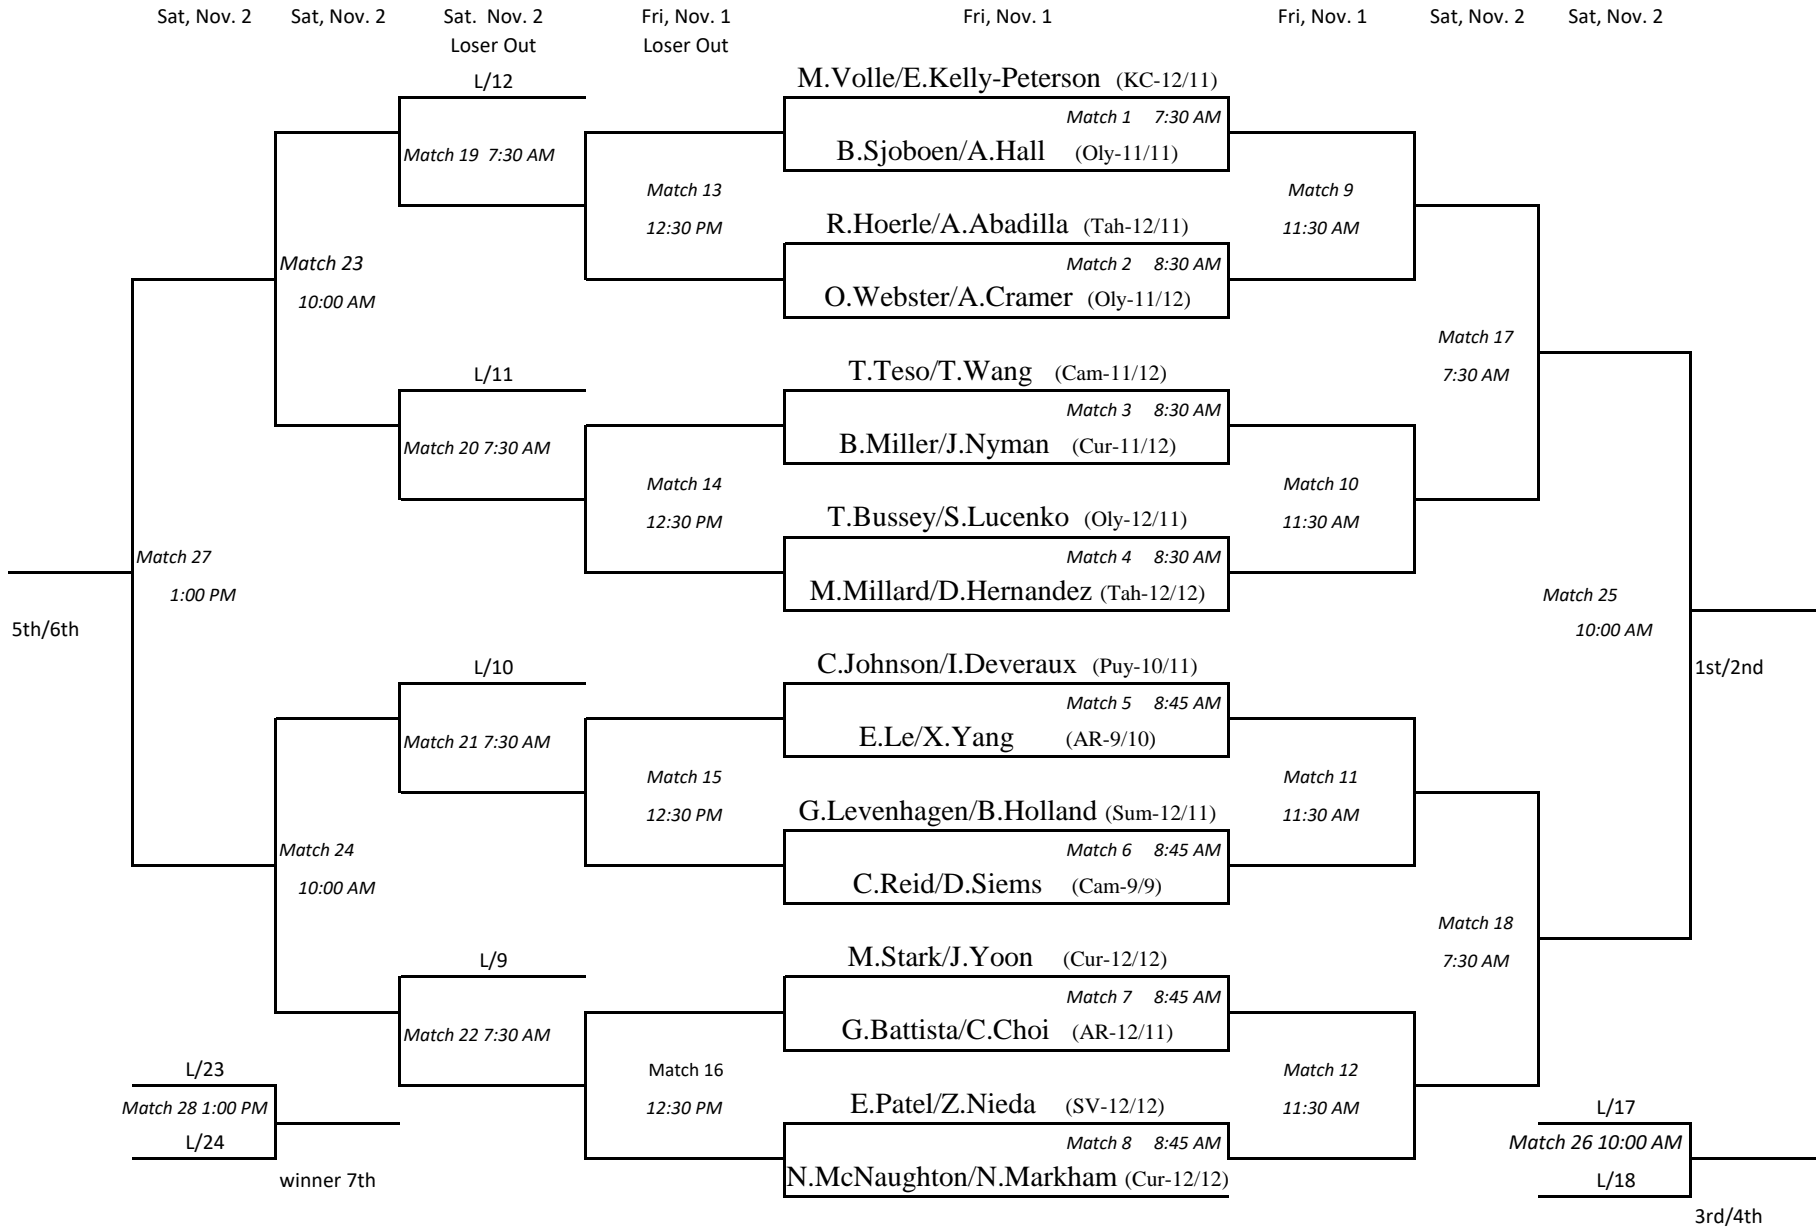 Sat, Nov. 2 Sat, Nov. 2 Sat. Nov. 2 Fri, Nov. 1 Fri, Nov. 1 Fri, Nov. 1 Sat, Nov. 2 Sat, Nov. 2
Loser Out Loser Out
L/12 M.Volle/E.Kelly-Peterson (KC-12/11)
Match 1 7:30 AM
Match 19 7:30 AM B.Sjoboen/A.Hall (Oly-11/11)
Match 13 Match 9
12:30 PM R.Hoerle/A.Abadilla (Tah-12/11) 11:30 AM
Match 23 Match 2 8:30 AM
10:00 AM O.Webster/A.Cramer (Oly-11/12)
Match 17
L/11 T.Teso/T.Wang (Cam-11/12) 7:30 AM
Match 3 8:30 AM
Match 20 7:30 AM B.Miller/J.Nyman (Cur-11/12)
Match 14 Match 10
12:30 PM T.Bussey/S.Lucenko (Oly-12/11) 11:30 AM
Match 27 Match 4 8:30 AM
1:00 PM M.Millard/D.Hernandez (Tah-12/12) Match 25
5th/6th 10:00 AM
L/10 C.Johnson/I.Deveraux (Puy-10/11) 1st/2nd
Match 5 8:45 AM
Match 21 7:30 AM E.Le/X.Yang (AR-9/10)
Match 15 Match 11
12:30 PM G.Levenhagen/B.Holland (Sum-12/11) 11:30 AM
Match 24 Match 6 8:45 AM
10:00 AM C.Reid/D.Siems (Cam-9/9)
Match 18
L/9 M.Stark/J.Yoon (Cur-12/12) 7:30 AM
Match 7 8:45 AM
Match 22 7:30 AM G.Battista/C.Choi (AR-12/11)
L/23 Match 16 Match 12
Match 28 1:00 PM 12:30 PM E.Patel/Z.Nieda (SV-12/12) 11:30 AM L/17
L/24 Match 8 8:45 AM Match 26 10:00 AM
winner 7th N.McNaughton/N.Markham (Cur-12/12) L/18
3rd/4th